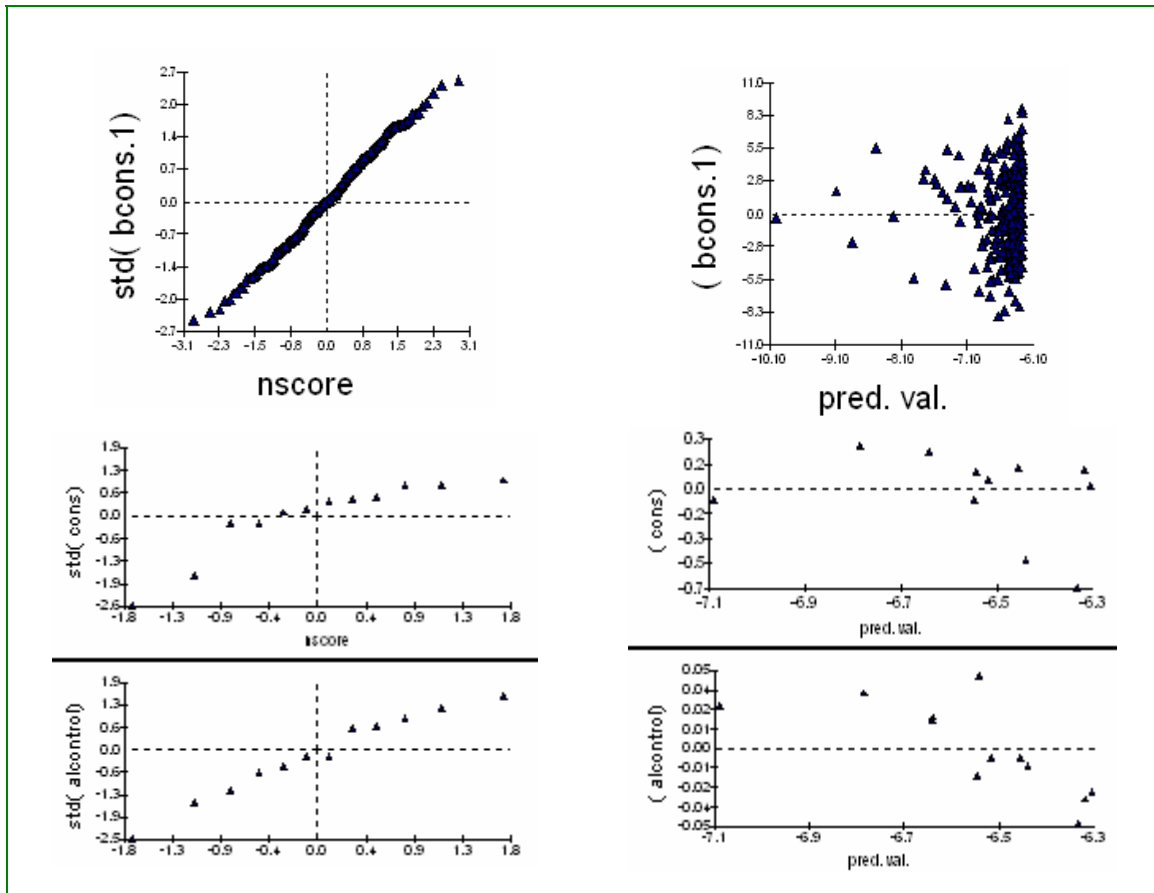 2.7
2.0
1.4
0.7
0.0
-0.7
-1.4
-2.0
-2.7
std( bcons.1)
-3.1 -2.3 -1.5 -0.8 0.0 0.8 1.5 2.3 3.1
nscore
11.0
8.3
5.5
2.8
0.0
-2.8
-5.5
-8.3
-11.0
( bcons.1)
-10.10 -9.10 -8.10 -7.10 -6.10
pred. val.
1.9
1.3
0.6
0.0
-0.6
-1.3
-1.9
-2.6
std( cons)
-1.8 -1.3 -0.9 -0.4 0.0 0.4 0.9 1.3 1.8
nscore
0.3
0.2
0.0
-0.2
-0.3
-0.5
-0.7
( cons)
-7.1 -6.9 -6.7 -6.5 -6.3
pred.val.
1.9
1.3
0.6
0.0
-0.6
-1.3
-1.9
-2.5
std( alcontrol)
-1.8 -1.3 -0.9 -0.4 0.0 0.4 0.9 1.3 1.8
nscore
0.05
0.04
0.02
0.00
-0.02
-0.04
-0.05
( alcontrol)
-7.1 -6.9 -6.7 -6.5 -6.3
pred.val.